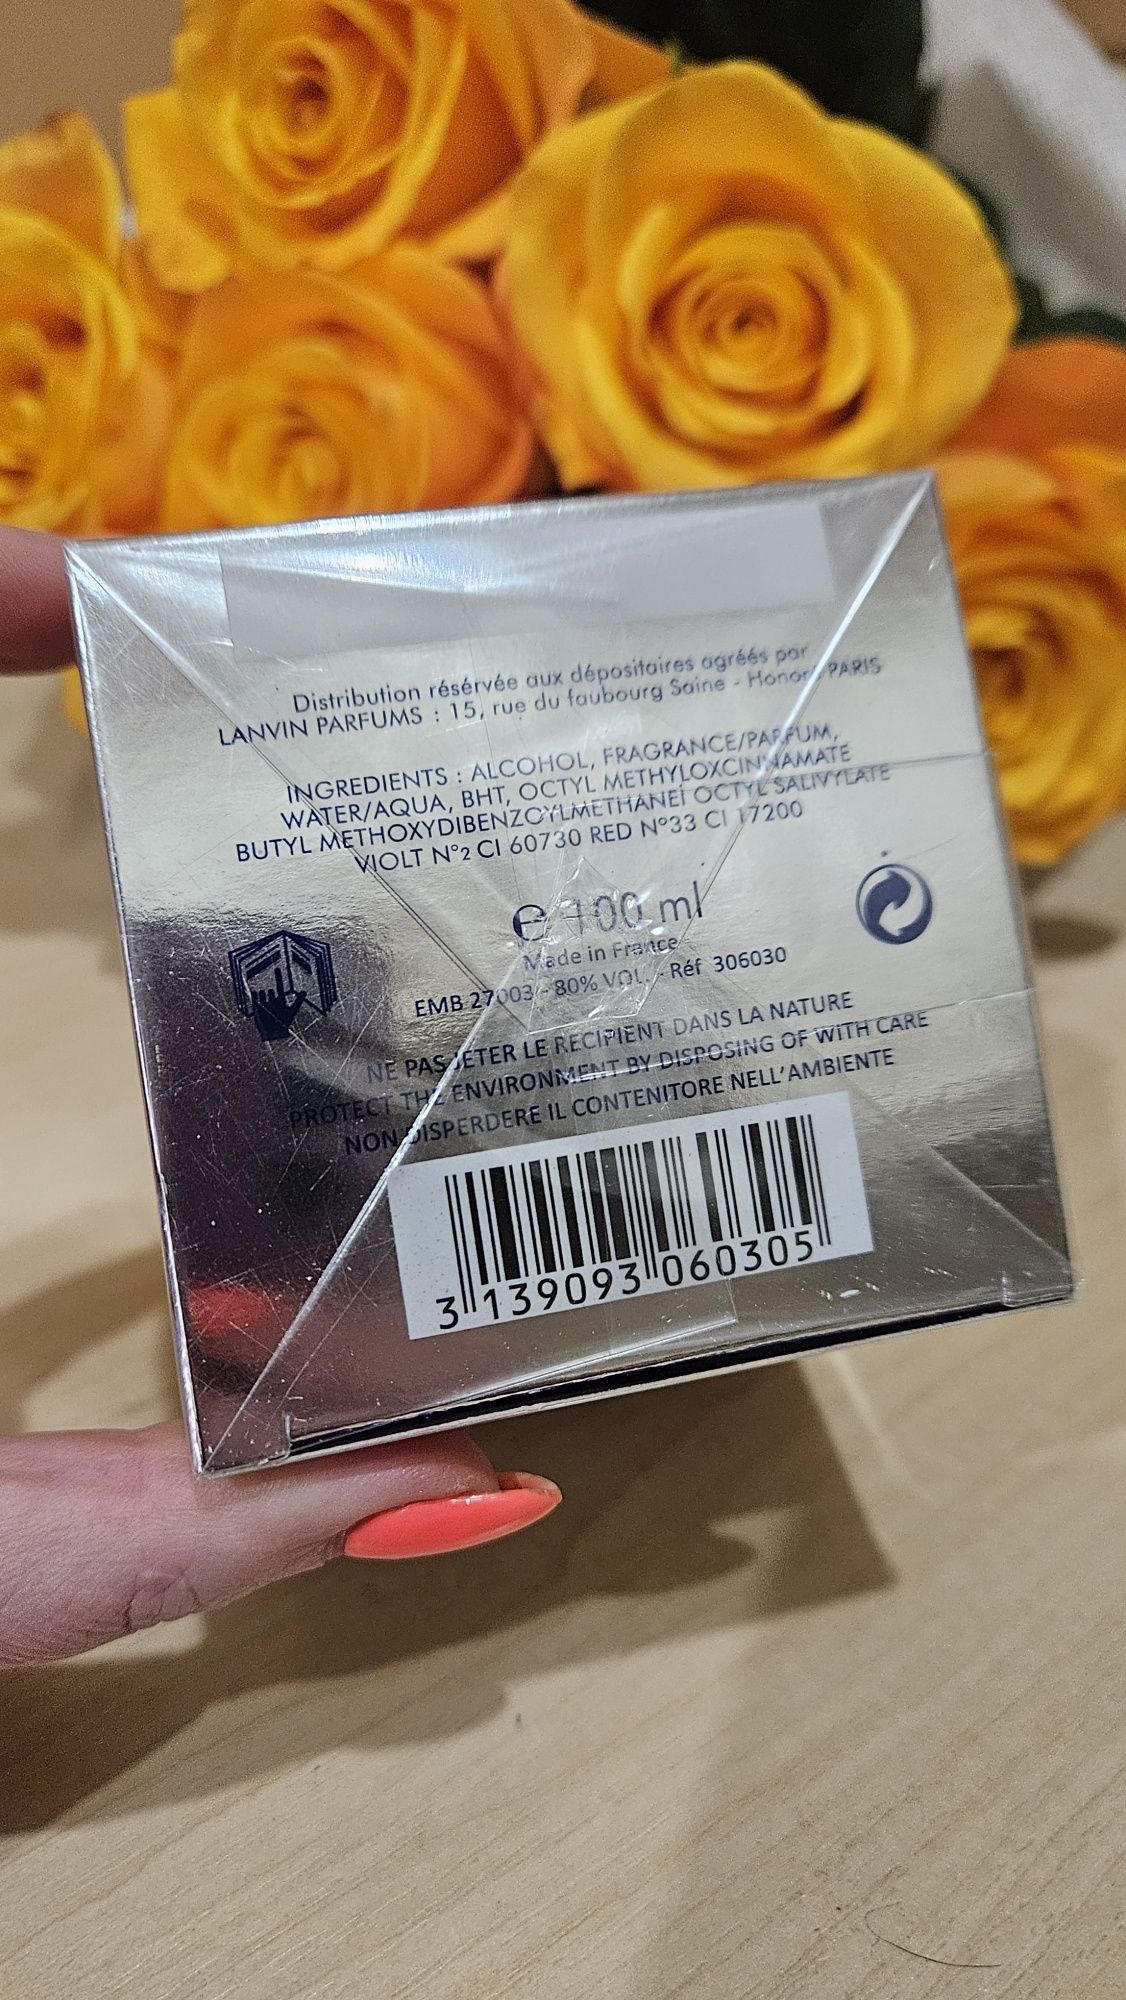 Distribution résérvée aux dépositaires agréés par
LANVIN PARFUMS : 15, rue du faubourg Saine - Honoré PARIS
INGREDIENTS : ALCOHOL, FRAGRANCE/PARFUM,
WATER/AQUA, BHT, OCTYL METHYLOXCINNAMATE
BUTYL METHOXYDIBENZOYLMETHANEI OCTYL SALIVYLATE
VIOLT N°2 CI 60730 RED N°33 CI 17200
e 100 ml
Made in France
EMB 27003 - 80% VOL. - Réf 306030
NE PAS JETER LE RECIPIENT DANS LA NATURE
PROTECT THE ENVIRONMENT BY DISPOSING OF WITH CARE
NON DISPERDERE IL CONTENITORE NELL'AMBIENTE
3 139093 060305